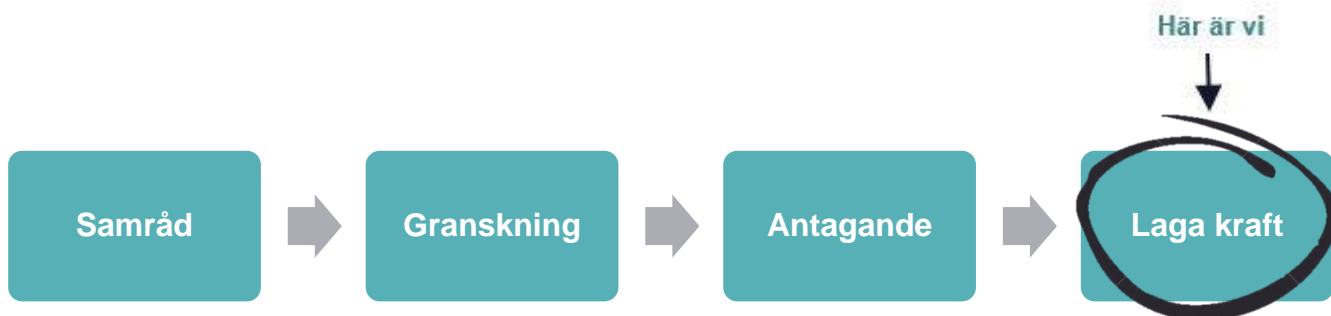 Här är vi
Samråd
Granskning
Antagande
Laga kraft